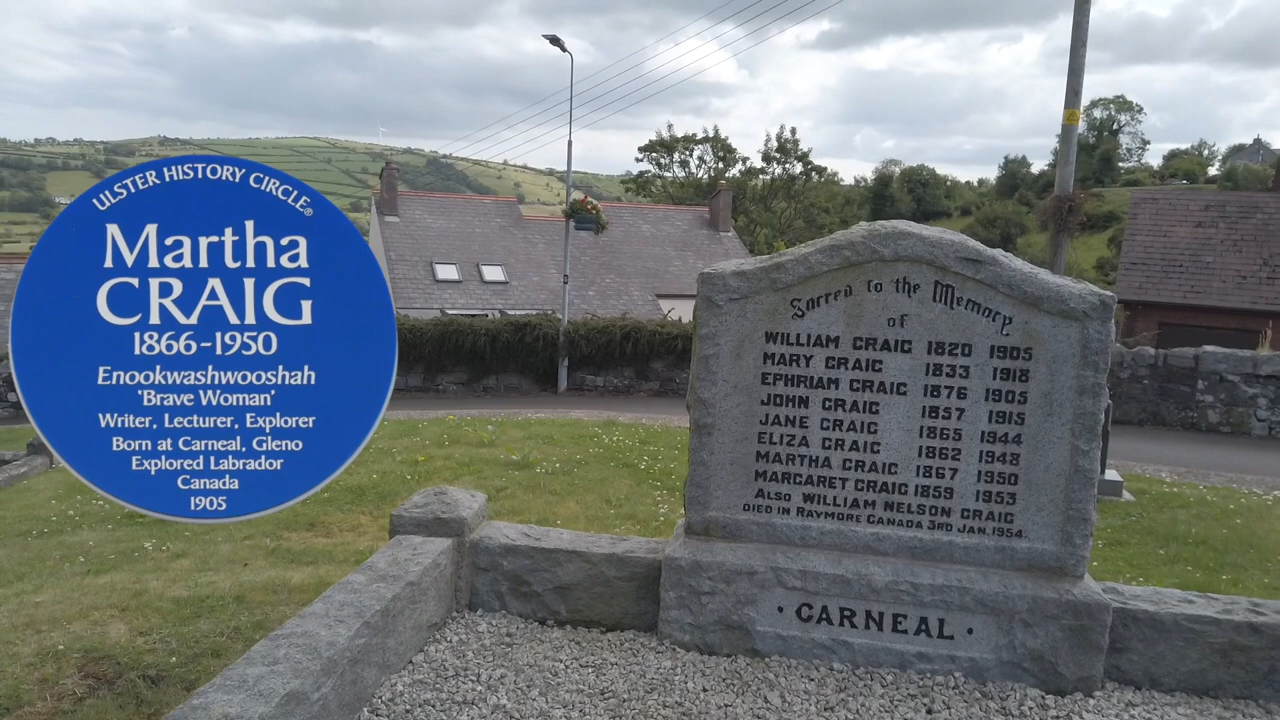 ULSTER HISTORY CIRCLE®
Martha
CRAIG
1866-1950
Enookwashwooshah
'Brave Woman'
Writer, Lecturer, Explorer
Born at Carneal, Gleno
Explored Labrador
Canada
1905
Sacred to the Memory
of
WILLIAM CRAIG 1820 1905
MARY CRAIG 1833 1918
EPHRIAM CRAIG 1876 1905
JOHN CRAIG 1857 1915
JANE CRAIG 1865 1944
ELIZA CRAIG 1862 1948
MARTHA CRAIG 1867 1950
MARGARET CRAIG 1859 1953
ALSO WILLIAM NELSON CRAIG
DIED IN RAYMORE CANADA 3RD JAN. 1954.
· CARNEAL ·